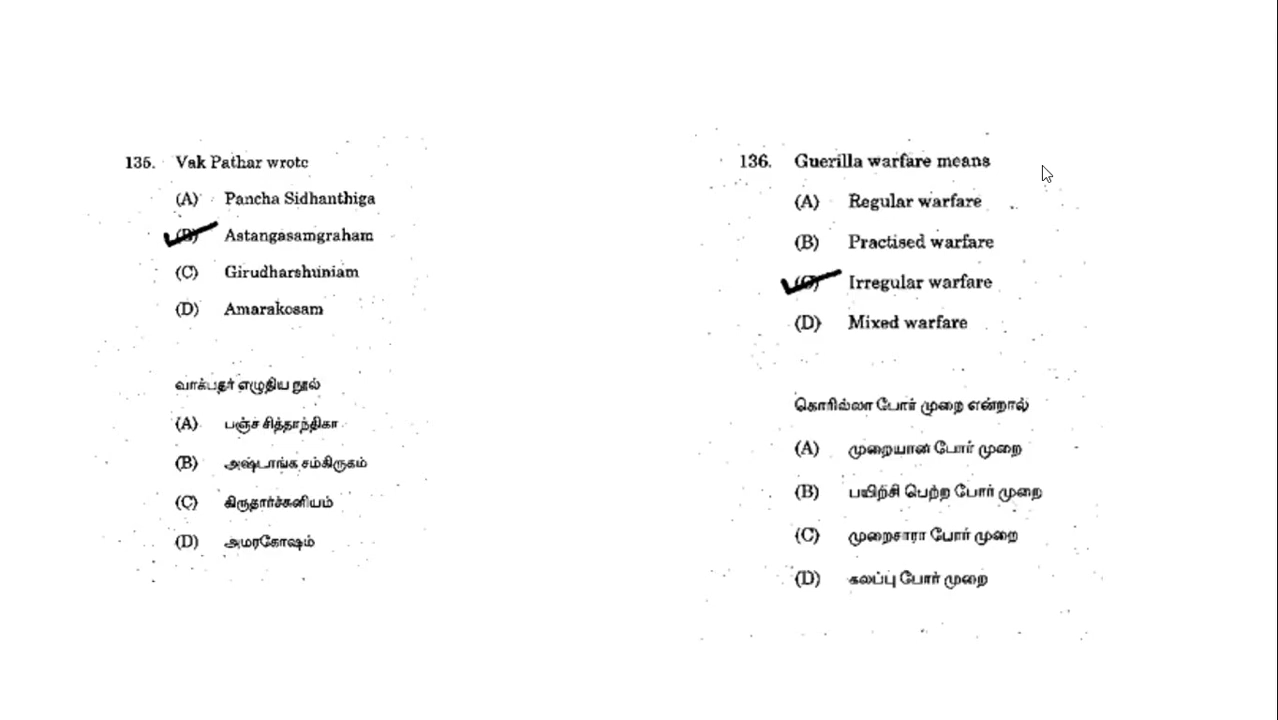 135. Vak Pathar wrote
(A) Pancha Sidhanthiga
(B) Astangasamgraham
(C) Girudharshuniam
(D) Amarakosam
வாக்பதர் எழுதிய நூல்
(A) பஞ்ச சித்தாந்திகா
(B) அஷ்டாங்க சம்கிருகம்
(C) கிருதார்ச்சுனியம்
(D) அமரகோஷம்
136. Guerilla warfare means
(A) Regular warfare
(B) Practised warfare
(C) Irregular warfare
(D) Mixed warfare
கொரில்லா போர் முறை என்றால்
(A) முறையான போர் முறை
(B) பயிற்சி பெற்ற போர் முறை
(C) முறைசாரா போர் முறை
(D) கலப்பு போர் முறை